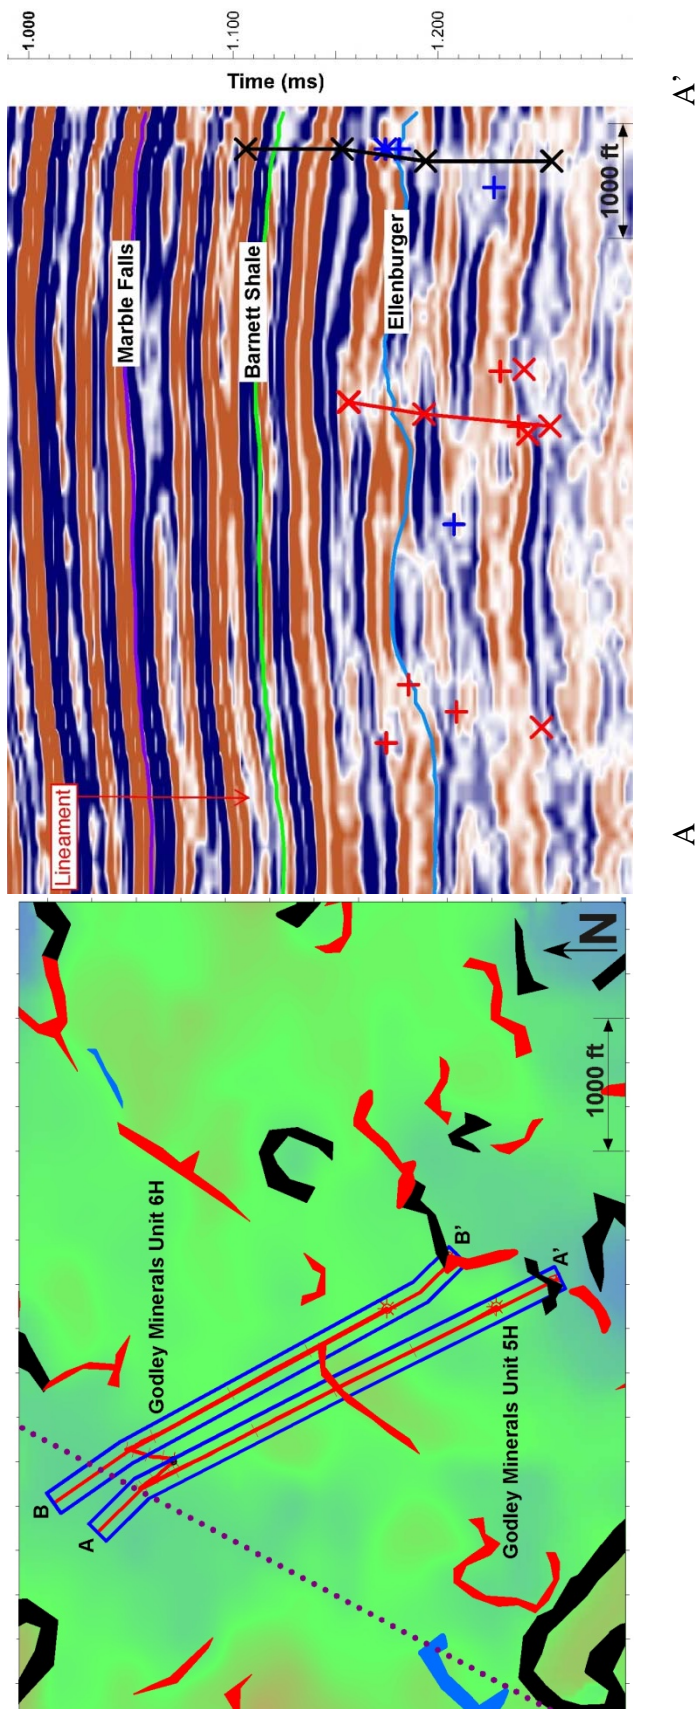 1.000
1.100
1.200
Time (ms)
A'
Marble Falls
Barnett Shale
Ellenburger
1000 ft
Lineament
A
N
1000 ft
Godley Minerals Unit 6H
B'
A'
B
A
Godley Minerals Unit 5H